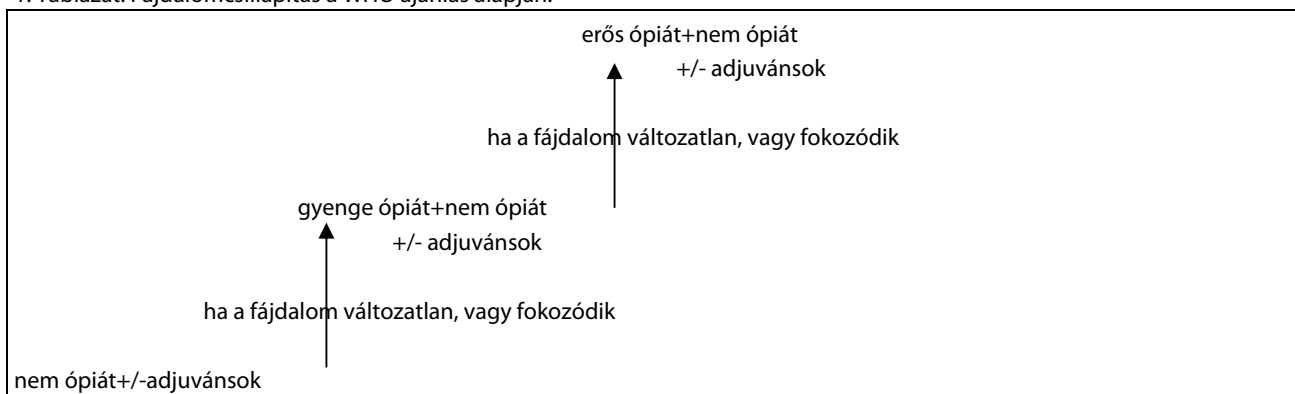 1. Táblázat. Fájdalomcsillapítás a WHO ajánlás alapján.
erős ópiát+nem ópiát
+/- adjuvánsok
ha a fájdalom változatlan, vagy fokozódik
gyenge ópiát+nem ópiát
+/- adjuvánsok
ha a fájdalom változatlan, vagy fokozódik
nem ópiát+/-adjuvánsok